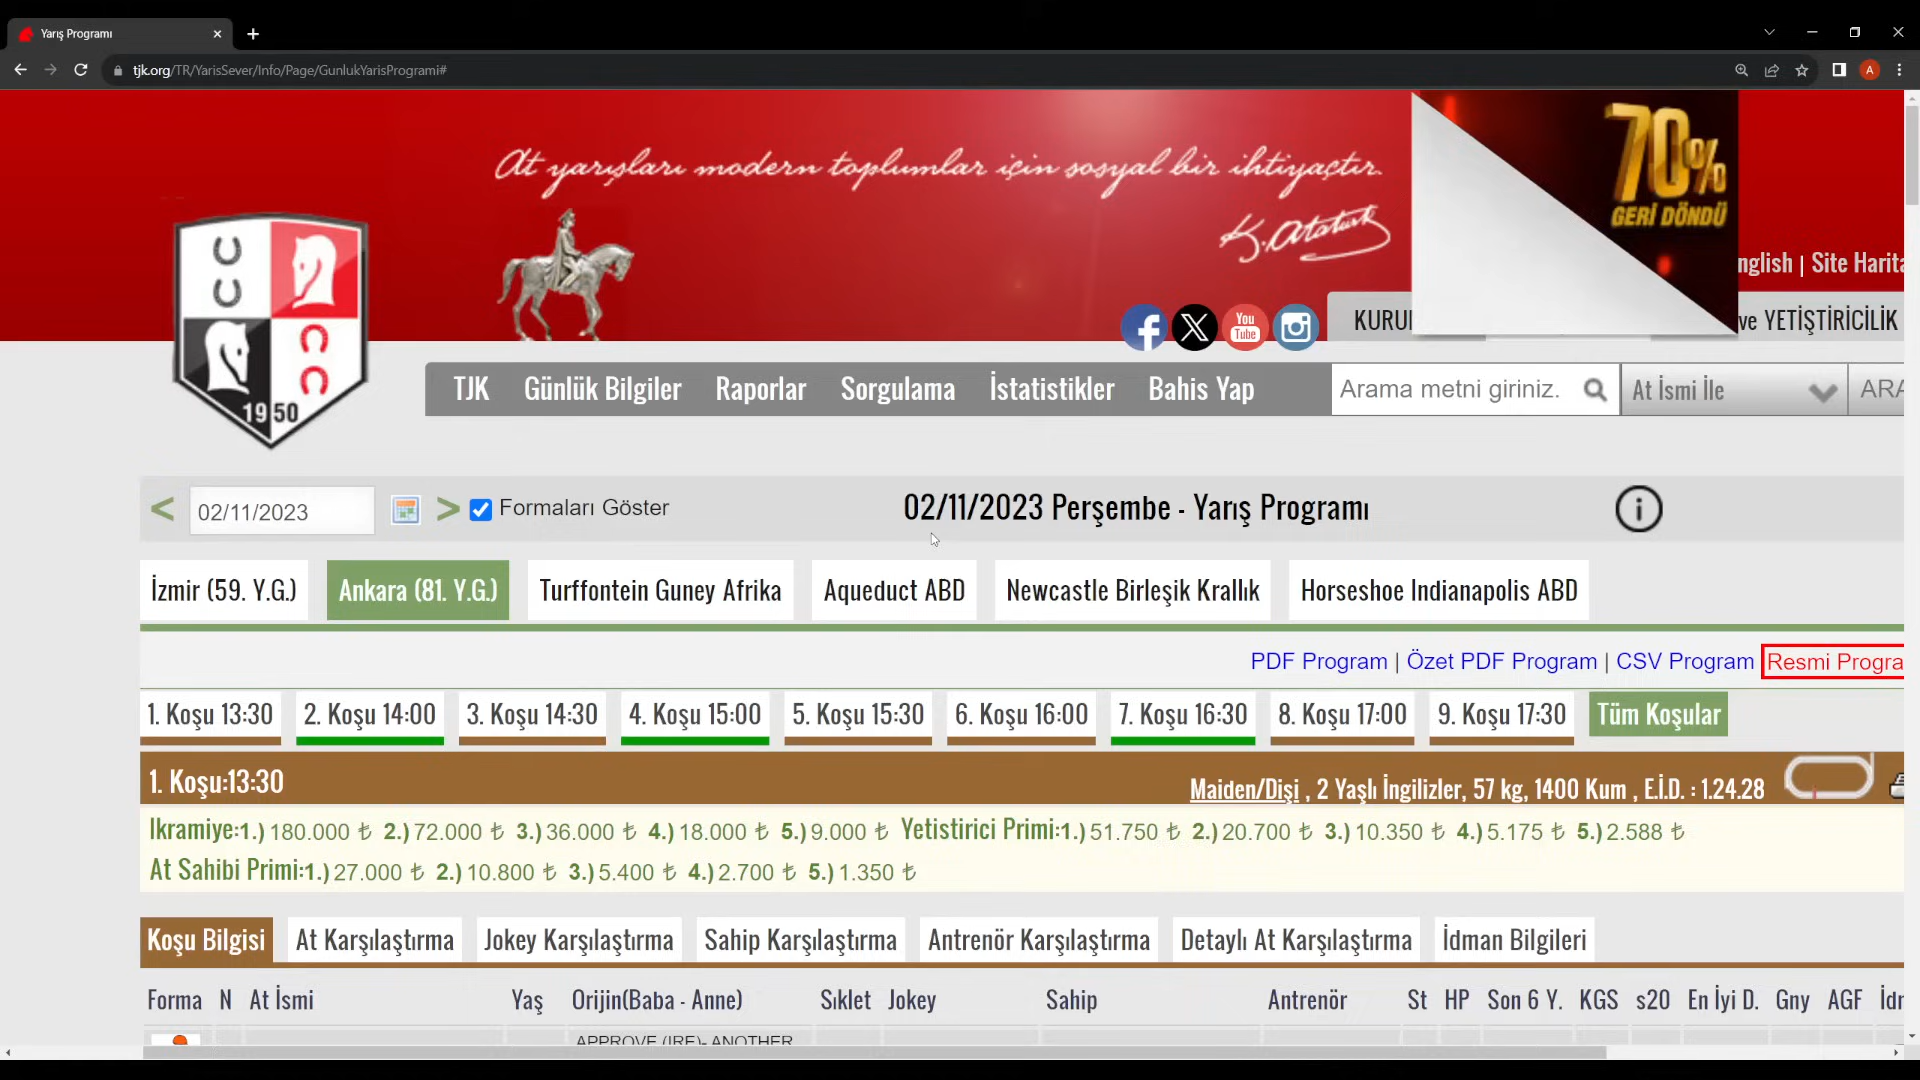 Yarış Programı
tjk.org/TR/YarisSever/Info/Page/GunlukYarisProgrami#
A
At yarışları modern toplumlar için sosyal bir ihtiyaçtır.
K. Atatürk
70%
GERİ DÖNDÜ
nglish | Site Harita
1950
You
Tube
KURU
ve YETİŞTİRİCİLİK
TJK Günlük Bilgiler Raporlar Sorgulama İstatistikler Bahis Yap Arama metni giriniz. At İsmi İle ARA
02/11/2023 Formaları Göster 02/11/2023 Perşembe - Yarış Programı
İzmir (59. Y.G.) Ankara (81. Y.G.) Turffontein Guney Afrika Aqueduct ABD Newcastle Birleşik Krallık Horseshoe Indianapolis ABD
PDF Program | Özet PDF Program | CSV Program Resmi Progra
1. Koşu 13:30 2. Koşu 14:00 3. Koşu 14:30 4. Koşu 15:00 5. Koşu 15:30 6. Koşu 16:00 7. Koşu 16:30 8. Koşu 17:00 9. Koşu 17:30 Tüm Koşular
1. Koşu:13:30 Maiden/Dişi , 2 Yaşlı İngilizler, 57 kg, 1400 Kum , E.İ.D. : 1.24.28
Ikramiye:1.) 180.000 ₺ 2.) 72.000 ₺ 3.) 36.000 ₺ 4.) 18.000 ₺ 5.) 9.000 ₺ Yetistirici Primi:1.) 51.750 ₺ 2.) 20.700 ₺ 3.) 10.350 ₺ 4.) 5.175 ₺ 5.) 2.588 ₺
At Sahibi Primi:1.) 27.000 ₺ 2.) 10.800 ₺ 3.) 5.400 ₺ 4.) 2.700 ₺ 5.) 1.350 ₺
Koşu Bilgisi At Karşılaştırma Jokey Karşılaştırma Sahip Karşılaştırma Antrenör Karşılaştırma Detaylı At Karşılaştırma İdman Bilgileri
Forma N At İsmi Yaş Orijin(Baba - Anne) Sıklet Jokey Sahip Antrenör St HP Son 6 Y. KGS s20 En İyi D. Gny AGF İdr
APPROVE (IRE)- ANOTHER